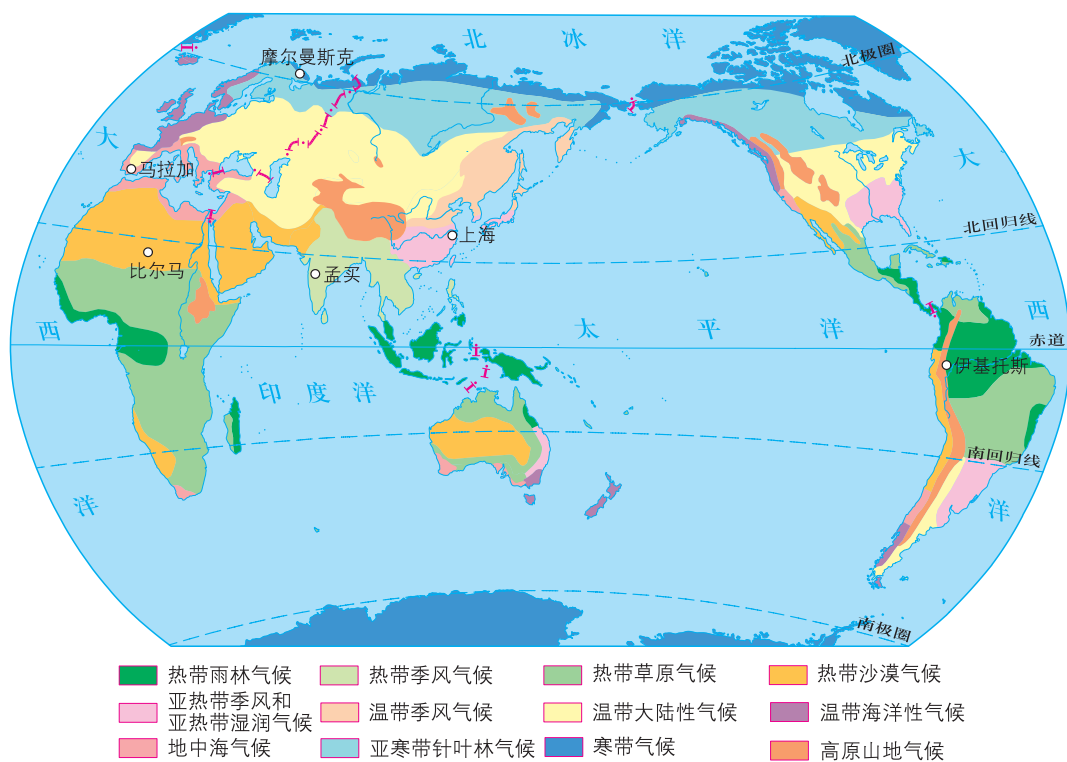 北冰洋
北极圈
摩尔曼斯克
大
大
马拉加
北回归线
上海
比尔马
孟买
西
西
太平洋
赤道
伊基托斯
印度洋
南回归线
洋
洋
南极圈
热带雨林气候
热带季风气候
热带草原气候
热带沙漠气候
亚热带季风和
亚热带湿润气候
温带季风气候
温带大陆性气候
温带海洋性气候
地中海气候
亚寒带针叶林气候
寒带气候
高原山地气候